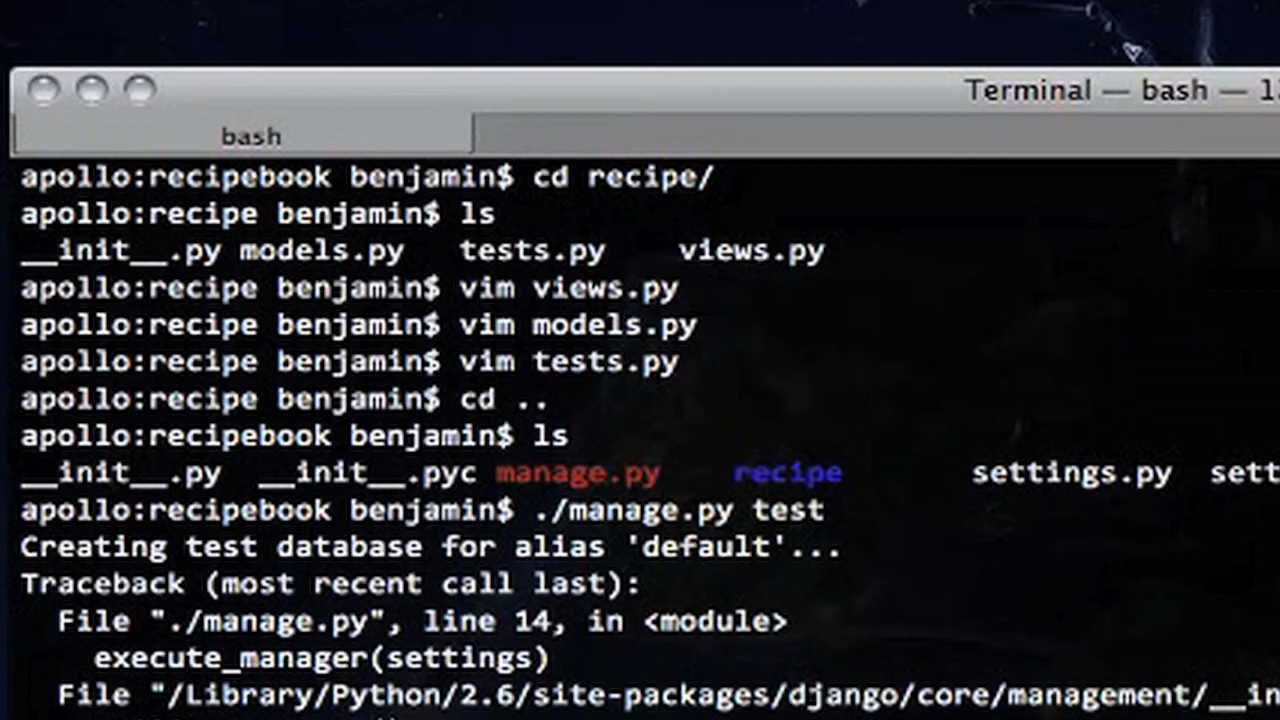 Terminal — bash — 1
bash
apollo:recipebook benjamin$ cd recipe/
apollo:recipe benjamin$ ls
__init__.py models.py tests.py views.py
apollo:recipe benjamin$ vim views.py
apollo:recipe benjamin$ vim models.py
apollo:recipe benjamin$ vim tests.py
apollo:recipe benjamin$ cd ..
apollo:recipebook benjamin$ ls
__init__.py __init__.pyc manage.py recipe settings.py sett
apollo:recipebook benjamin$ ./manage.py test
Creating test database for alias 'default'...
Traceback (most recent call last):
File "./manage.py", line 14, in <module>
execute_manager(settings)
File "/Library/Python/2.6/site-packages/django/core/management/__in